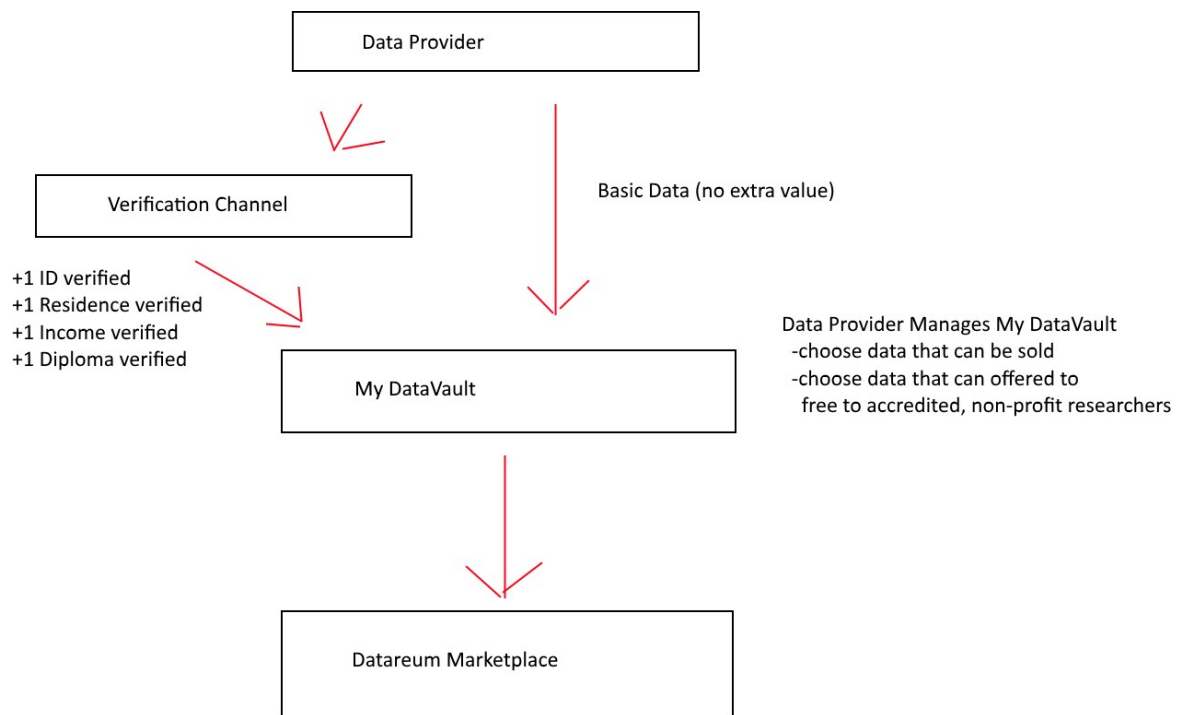 Data Provider
Verification Channel
Basic Data (no extra value)
+1 ID verified
+1 Residence verified
+1 Income verified
+1 Diploma verified
Data Provider Manages My DataVault
-choose data that can be sold
-choose data that can offered to
free to accredited, non-profit researchers
My DataVault
Datareum Marketplace